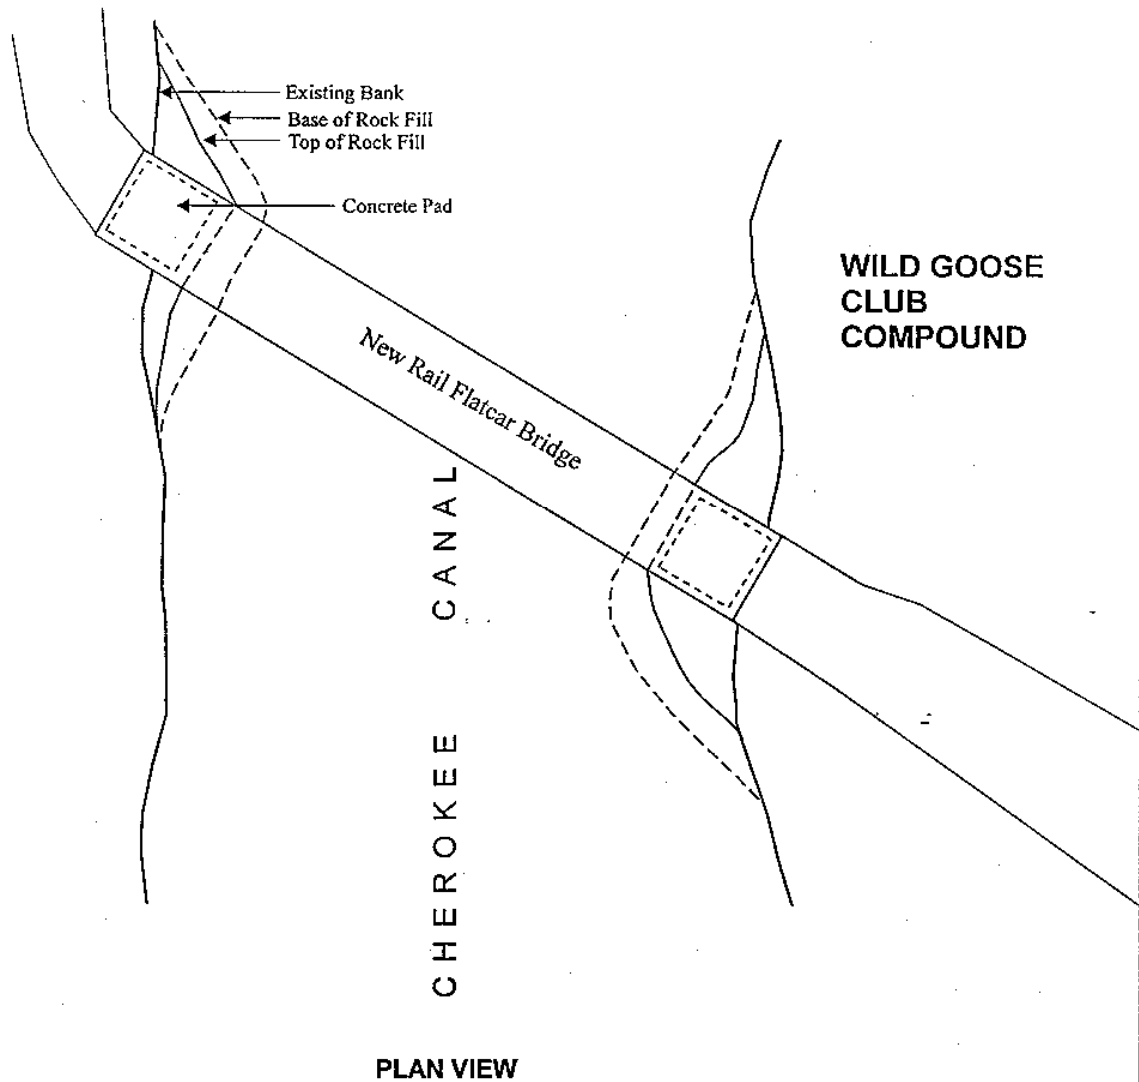 Existing Bank
Base of Rock Fill
Top of Rock Fill
Concrete Pad
WILD GOOSE
CLUB
COMPOUND
New Rail Flatcar Bridge
CHEROKEE CANAL
PLAN VIEW